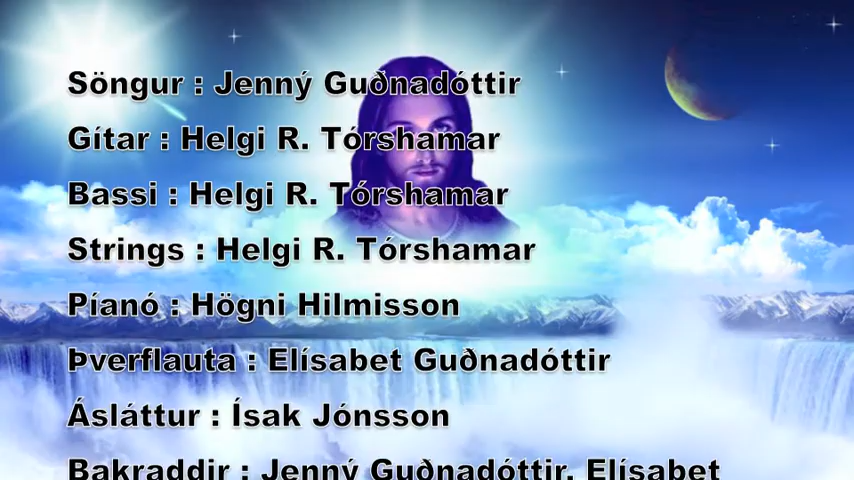 Söngur : Jenný Guðnadóttir
Gítar : Helgi R. Tórshamar
Bassi : Helgi R. Tórshamar
Strings : Helgi R. Tórshamar
Píanó : Högni Hilmisson
Þverflauta : Elísabet Guðnadóttir
Ásláttur : Ísak Jónsson
Bakraddir : Jenný Guðnadóttir, Elísabet